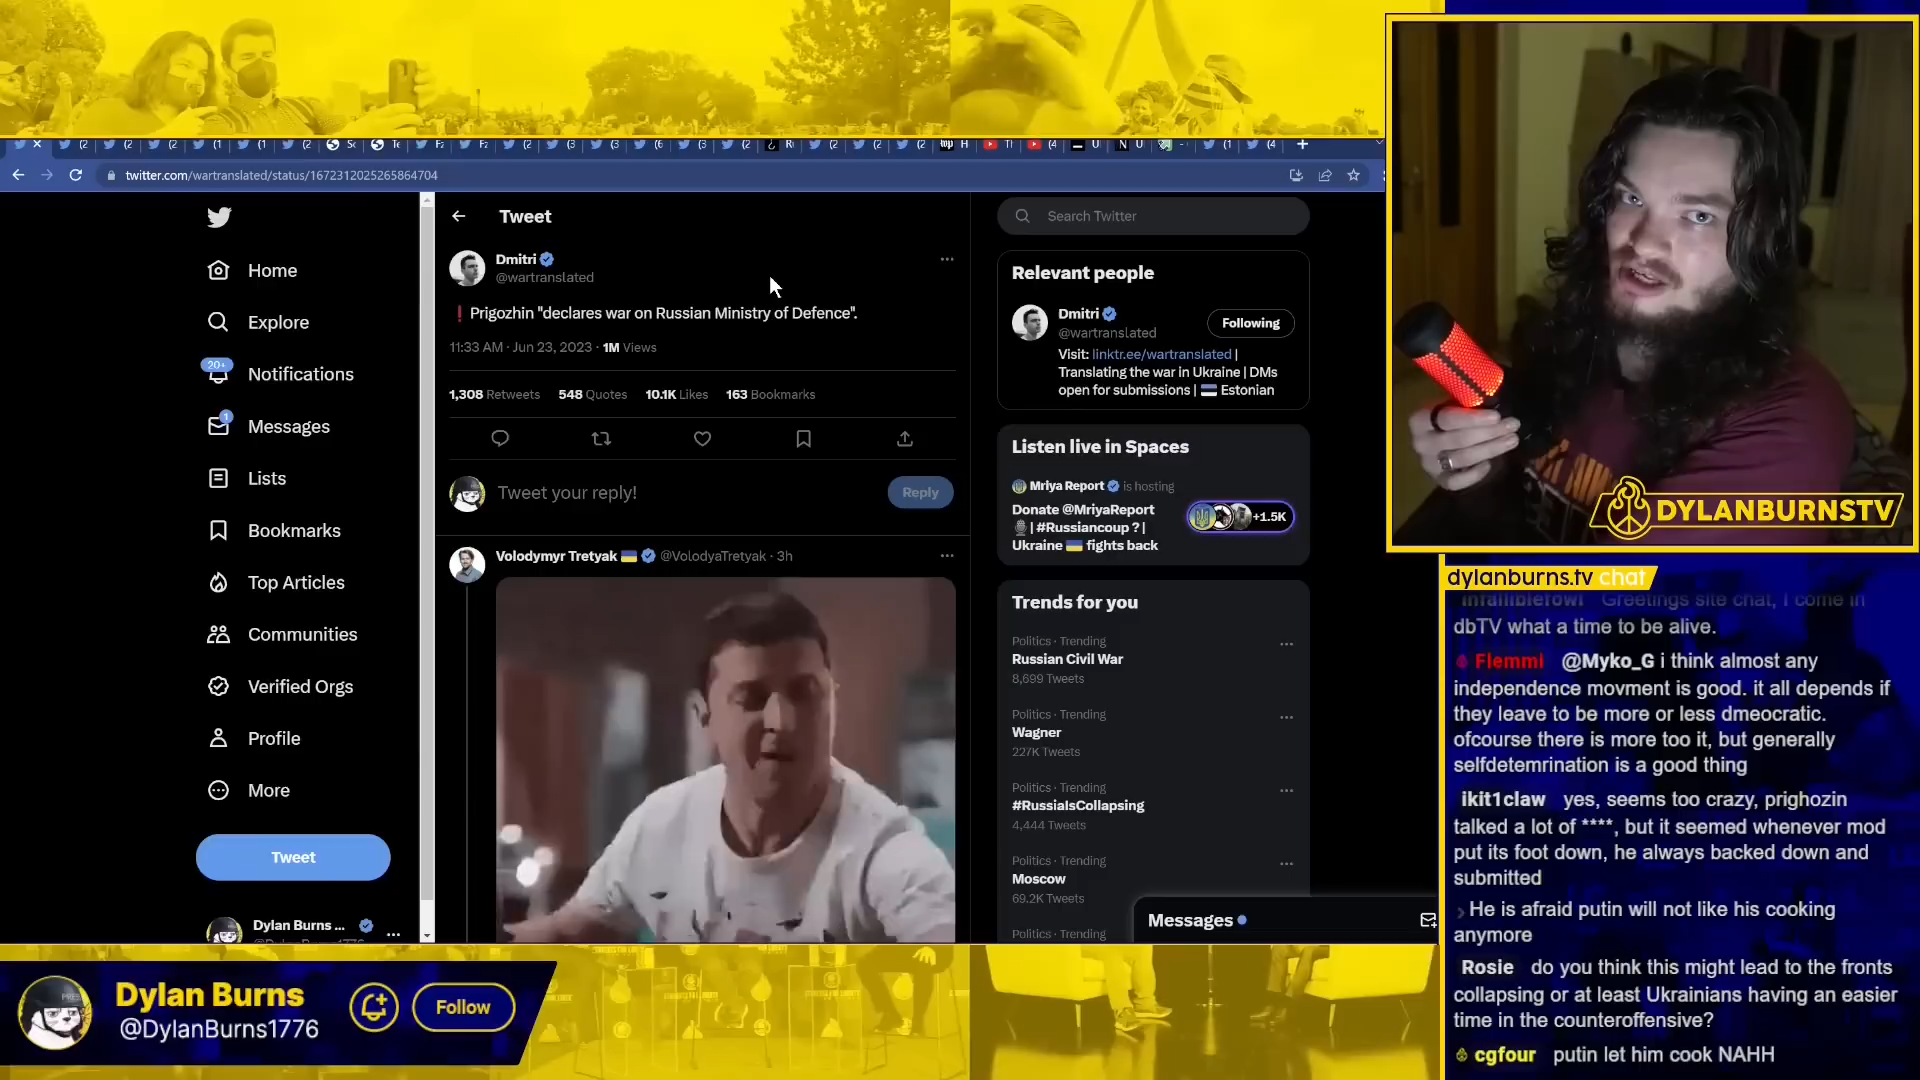 twitter.com/wartranslated/status/1672312025265864704
Home
Explore
20+
Notifications
1
Messages
Lists
Bookmarks
Top Articles
Communities
Verified Orgs
Profile
More
Tweet
Dylan Burns ...
Tweet
Dmitri
@wartranslated
❗ Prigozhin "declares war on Russian Ministry of Defence".
11:33 AM · Jun 23, 2023 · 1M Views
1,308 Retweets 548 Quotes 10.1K Likes 163 Bookmarks
Tweet your reply!
Reply
Volodymyr Tretyak 🇺🇦 @VolodyaTretyak · 3h
Search Twitter
Relevant people
Dmitri
@wartranslated
Following
Visit: linktr.ee/wartranslated |
Translating the war in Ukraine | DMs
open for submissions | 🇪🇪 Estonian
Listen live in Spaces
Mriya Report is hosting
Donate @MriyaReport
🎙️| #Russiancoup ? |
Ukraine 🇺🇦 fights back
+1.5K
Trends for you
Politics · Trending
Russian Civil War
8,699 Tweets
Politics · Trending
Wagner
227K Tweets
Politics · Trending
#RussiaIsCollapsing
4,444 Tweets
Politics · Trending
Moscow
69.2K Tweets
Politics · Trending
Messages
DYLANBURNSTV
dylanburns.tv chat
infalliblefowl Greetings site chat, I come in
dbTV what a time to be alive.
Flemml @Myko_G i think almost any
independence movment is good. it all depends if
they leave to be more or less dmeocratic.
ofcourse there is more too it, but generally
selfdetemrination is a good thing
ikit1claw yes, seems too crazy, prighozin
talked a lot of ****, but it seemed whenever mod
put its foot down, he always backed down and
submitted
He is afraid putin will not like his cooking
anymore
Rosie do you think this might lead to the fronts
collapsing or at least Ukrainians having an easier
time in the counteroffensive?
cgfour putin let him cook NAHH
Dylan Burns
@DylanBurns1776
Follow